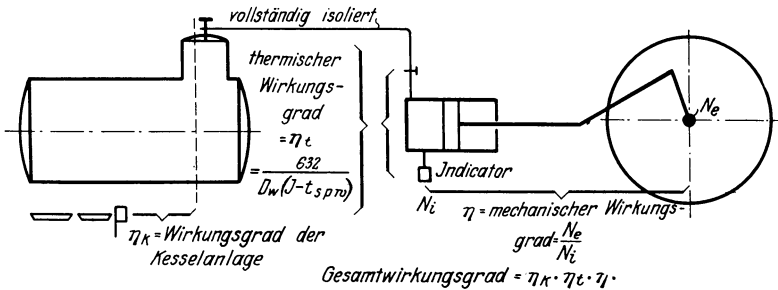 vollständig isoliert
thermischer
Wirkungs-
grad
= ηt
= 632 / Dw(J-tspw)
Ne
Indicator
Ni
η = mechanischer Wirkungs-
grad = Ne/Ni
ηK = Wirkungsgrad der
Kesselanlage
Gesamtwirkungsgrad = ηK · ηt · η ·